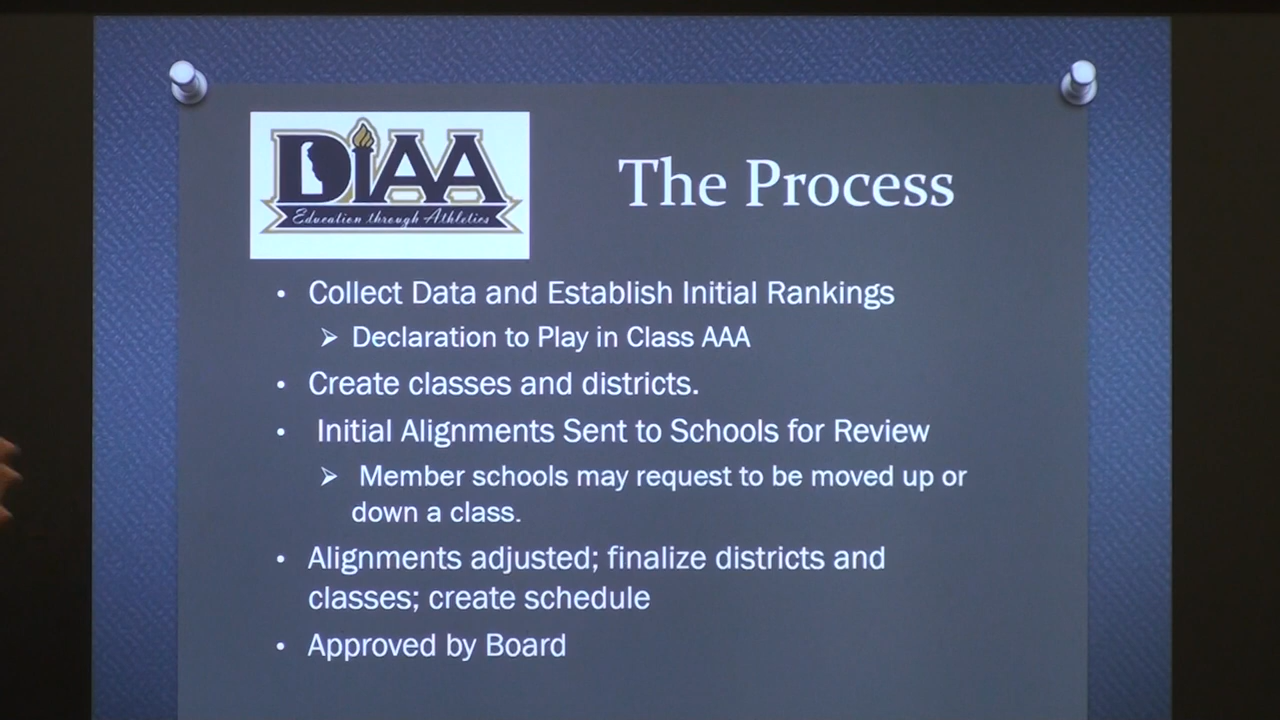 DIAA
Education through Athletics
The Process
• Collect Data and Establish Initial Rankings
➢ Declaration to Play in Class AAA
• Create classes and districts.
• Initial Alignments Sent to Schools for Review
➢ Member schools may request to be moved up or
down a class.
• Alignments adjusted; finalize districts and
classes; create schedule
• Approved by Board